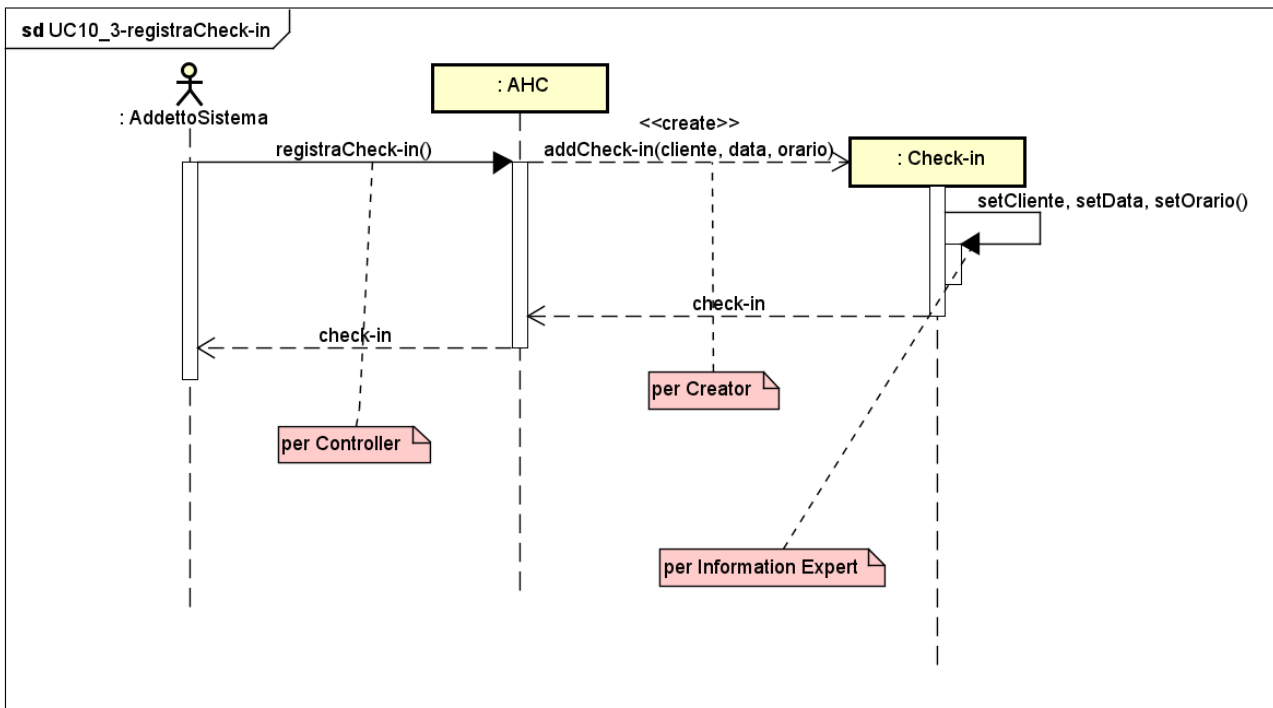 sd UC10_3-registraCheck-in
: AddettoSistema
: AHC
<<create>>
registraCheck-in()
addCheck-in(cliente, data, orario)
: Check-in
setCliente, setData, setOrario()
check-in
check-in
per Creator
per Controller
per Information Expert